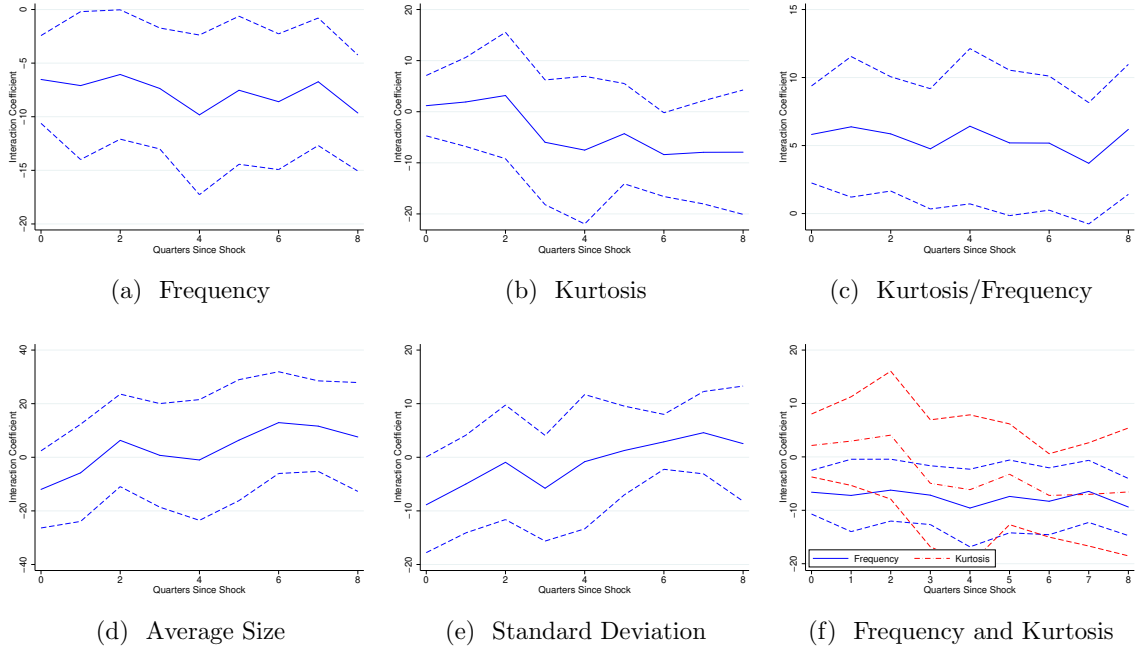 0
−5
−10
−15
−20
Interaction Coefficient
0 2 4 6 8
Quarters Since Shock
(a) Frequency
20
10
0
−10
−20
Interaction Coefficient
0 2 4 6 8
Quarters Since Shock
(b) Kurtosis
15
10
5
0
Interaction Coefficient
0 2 4 6 8
Quarters Since Shock
(c) Kurtosis/Frequency
40
20
0
−20
−40
Interaction Coefficient
0 2 4 6 8
Quarters Since Shock
(d) Average Size
20
10
0
−10
−20
Interaction Coefficient
0 2 4 6 8
Quarters Since Shock
(e) Standard Deviation
20
10
0
−10
−20
Interaction Coefficient
Frequency Kurtosis
0 1 2 3 4 5 6 7 8
Quarters Since Shock
(f) Frequency and Kurtosis